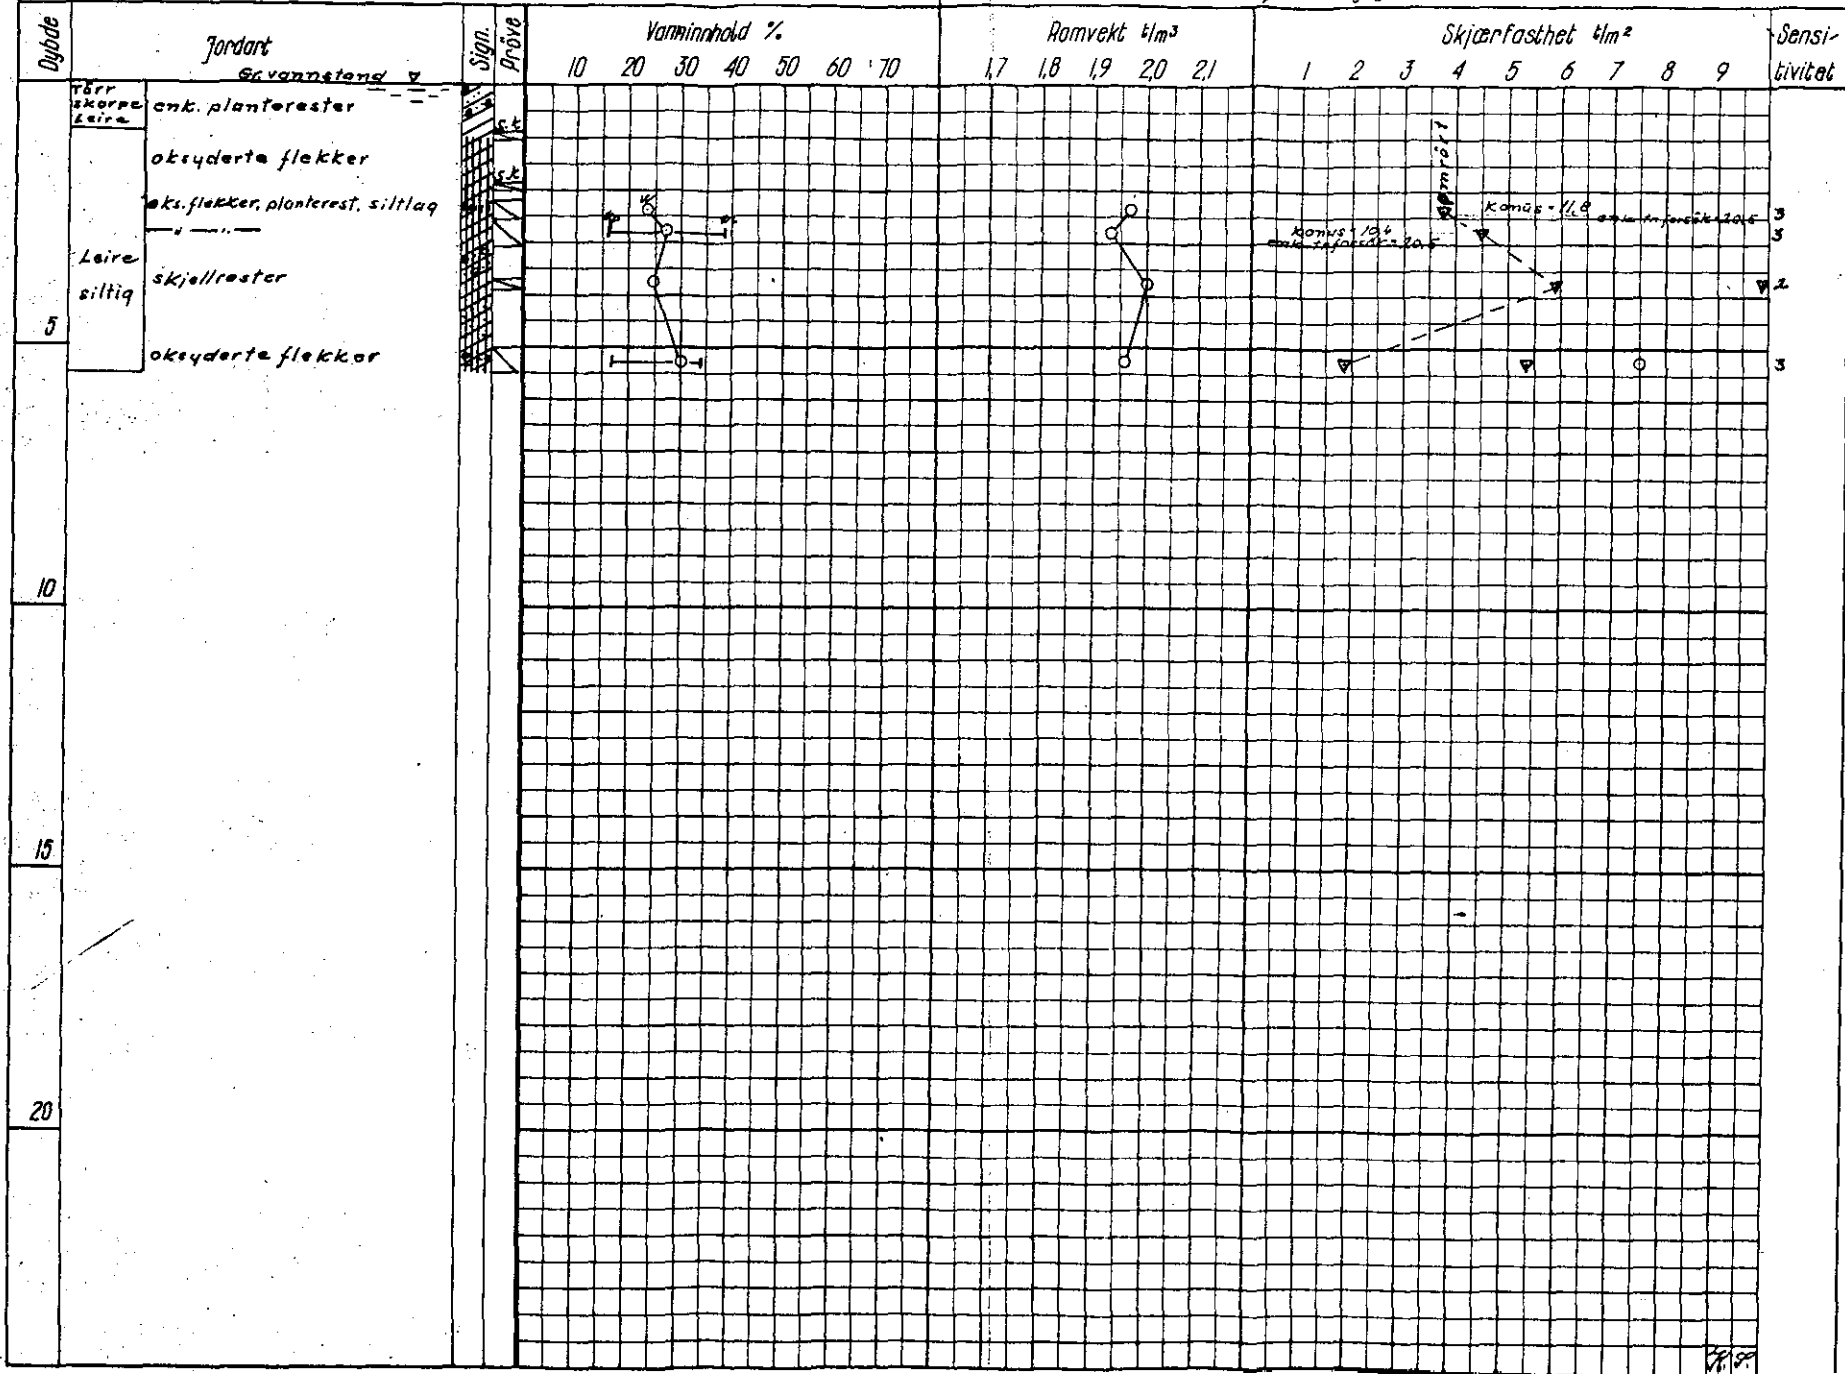 Dybde
Jordart
Sign.
Pröve
Vanninnhold %
Romvekt t/m³
Skjærfasthet t/m²
Sensi-
tivitet
Gr. vannstand
10 20 30 40 50 60 70
1,7 1,8 1,9 2,0 2,1
1 2 3 4 5 6 7 8 9
Törr
skorpe
Leire
enk. planterester
s.k
oksyderte flekker
s.k
oks. flekker, planterest, siltlag
w
konus = 11,8
3
konus = 10,4
3
omrört
Leire
siltig
skjellrester
2
5
oksyderte flekker
3
10
15
20